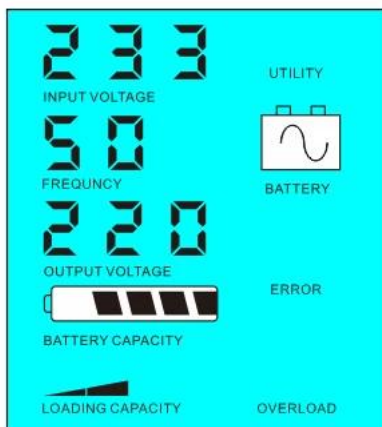 233
UTILITY
INPUT VOLTAGE
50
FREQUNCY
BATTERY
220
OUTPUT VOLTAGE
ERROR
BATTERY CAPACITY
LOADING CAPACITY
OVERLOAD